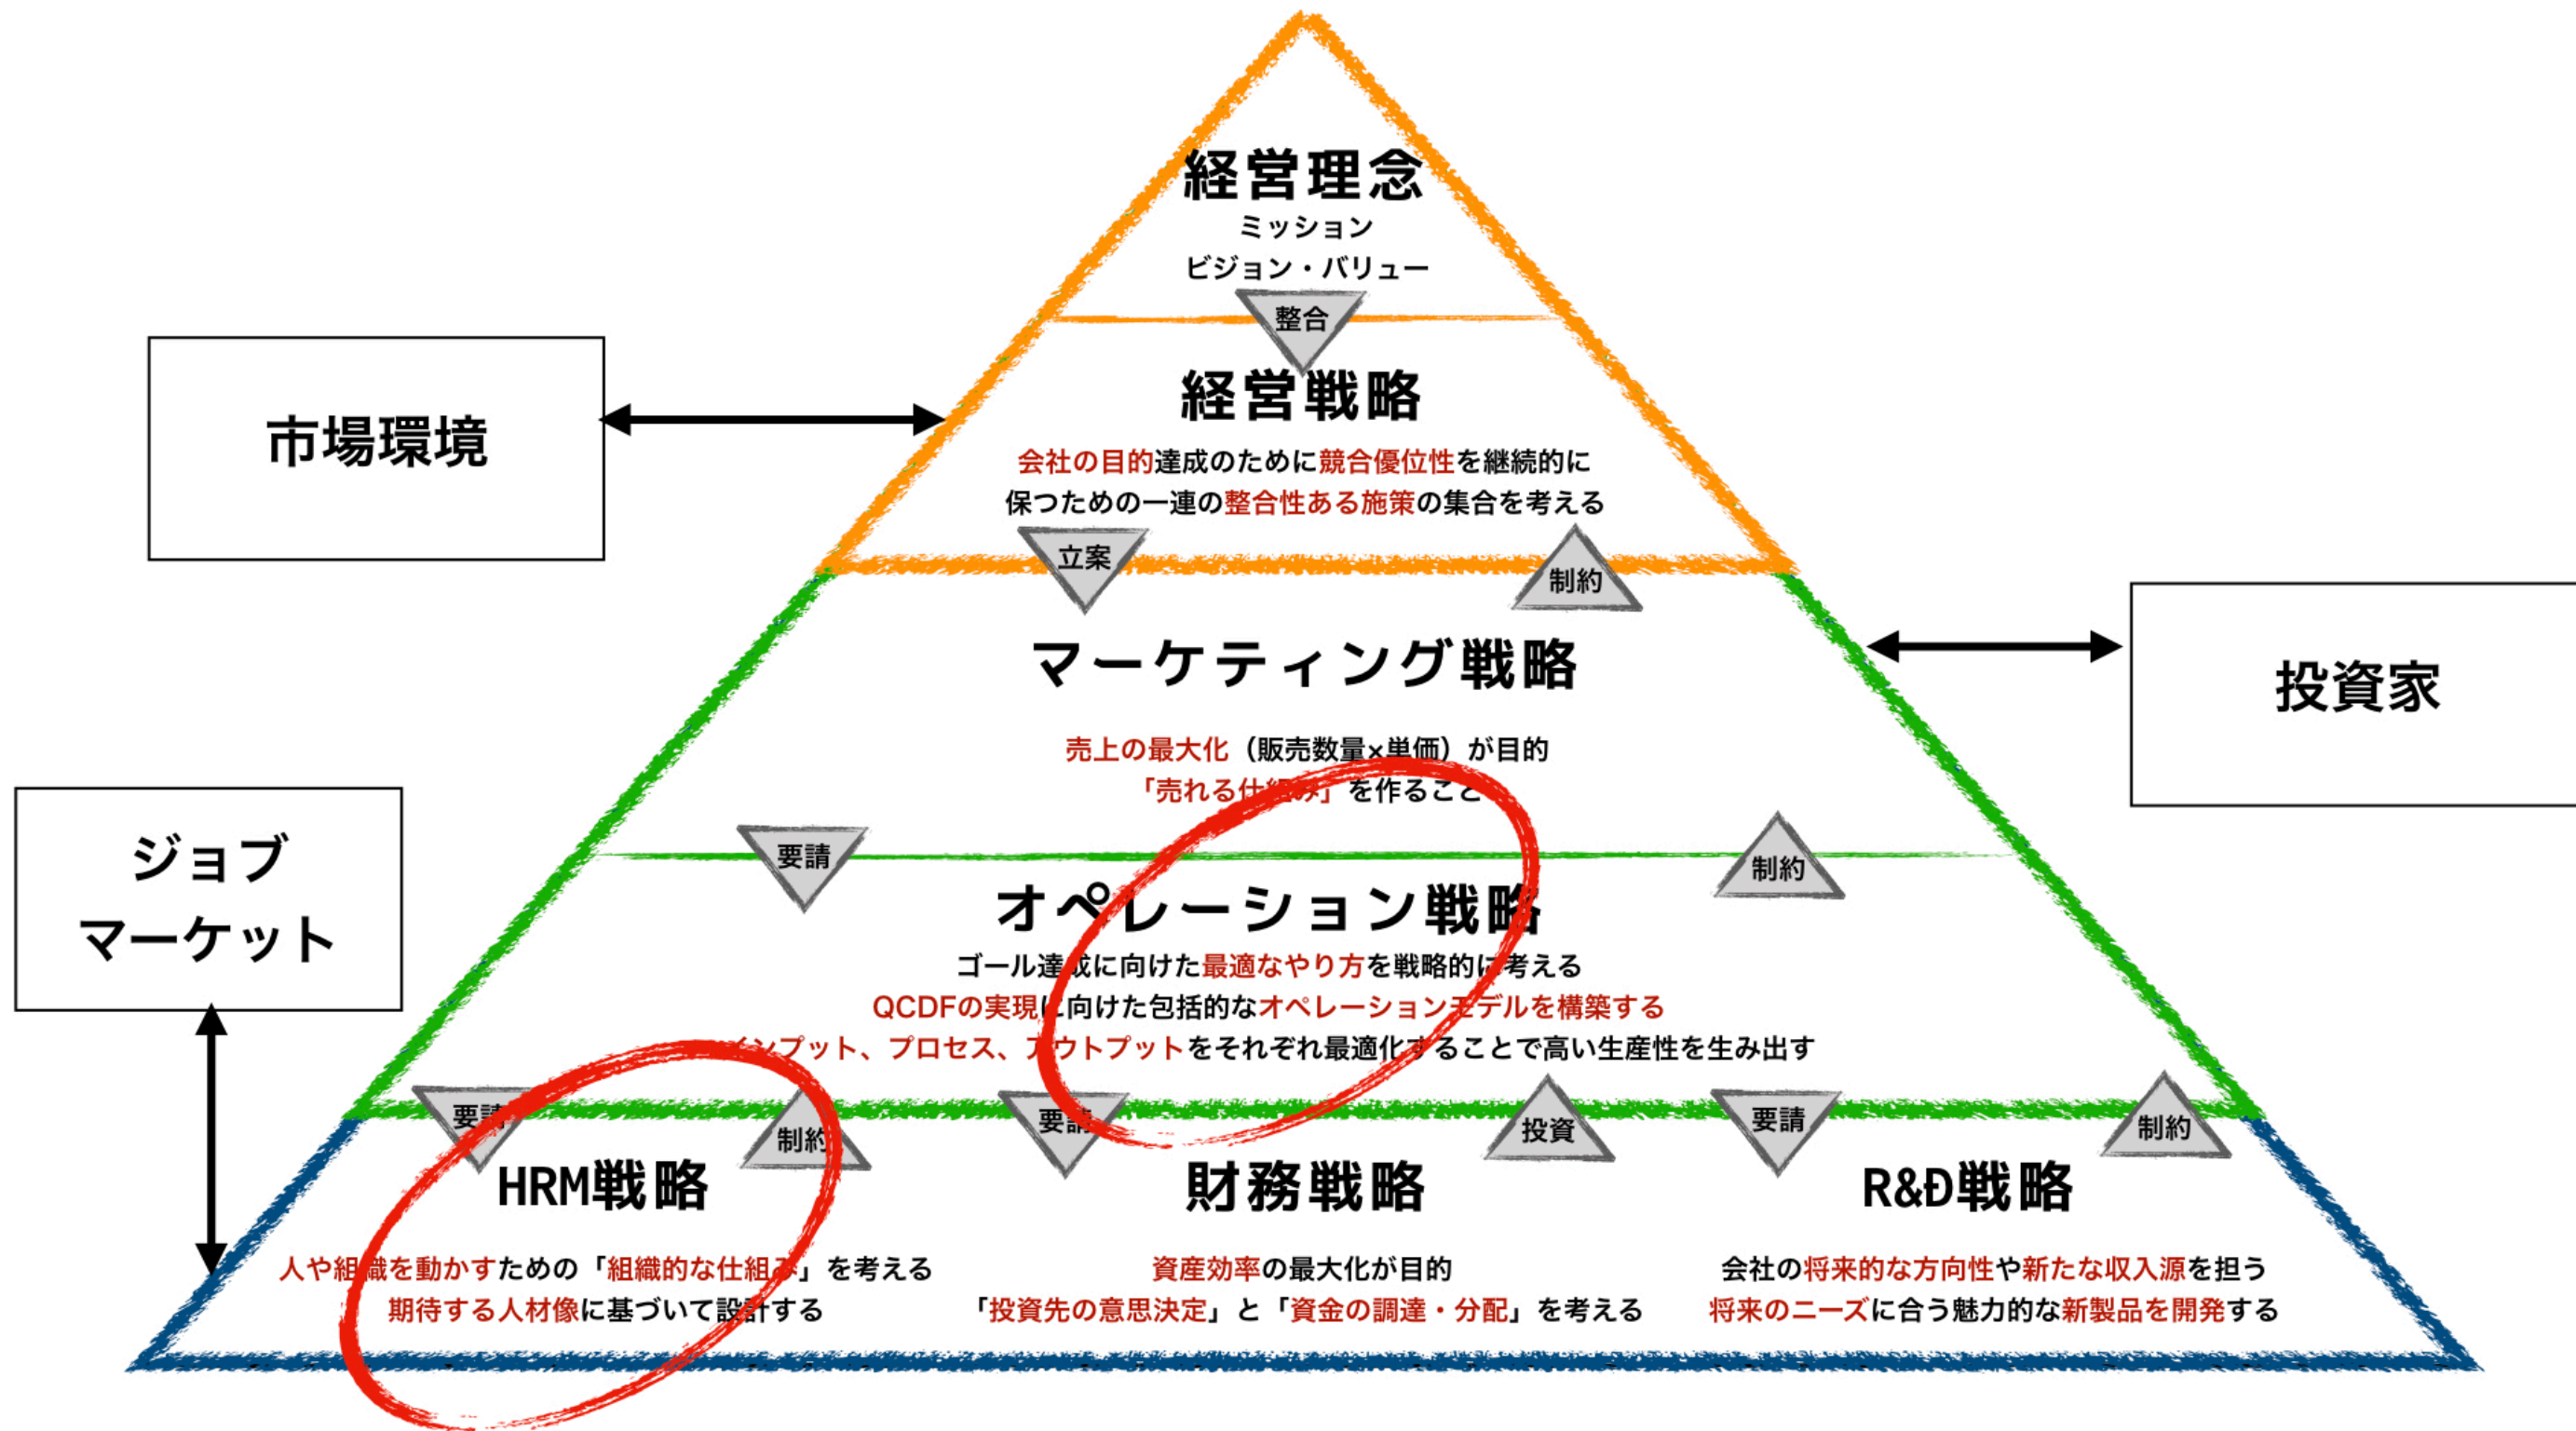 経営理念
ミッション
ビジョン・バリュー
整合
経営戦略
市場環境
会社の目的達成のために競合優位性を継続的に
保つための一連の整合性ある施策の集合を考える
立案
制約
マーケティング戦略
投資家
売上の最大化（販売数量×単価）が目的
「売れる仕組み」を作ること
ジョブ
マーケット
要請
制約
オペレーション戦略
ゴール達成に向けた最適なやり方を戦略的に考える
QCDFの実現に向けた包括的なオペレーションモデルを構築する
インプット、プロセス、アウトプットをそれぞれ最適化することで高い生産性を生み出す
要請
制約
要請
投資
要請
制約
HRM戦略
人や組織を動かすための「組織的な仕組み」を考える
期待する人材像に基づいて設計する
財務戦略
資産効率の最大化が目的
「投資先の意思決定」と「資金の調達・分配」を考える
R&D戦略
会社の将来的な方向性や新たな収入源を担う
将来のニーズに合う魅力的な新製品を開発する